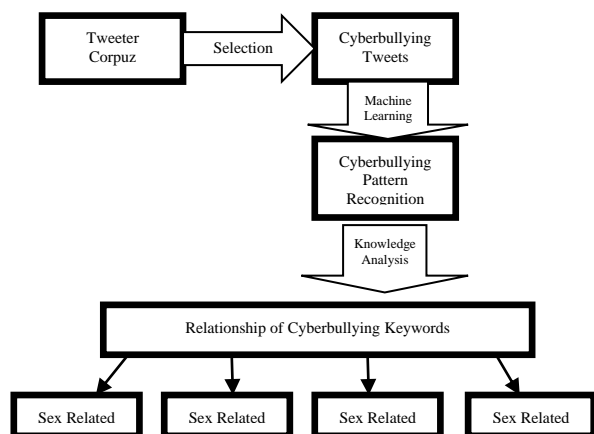 Tweeter
Corpuz
Selection
Cyberbullying
Tweets
Machine
Learning
Cyberbullying
Pattern
Recognition
Knowledge
Analysis
Relationship of Cyberbullying Keywords
Sex Related
Sex Related
Sex Related
Sex Related